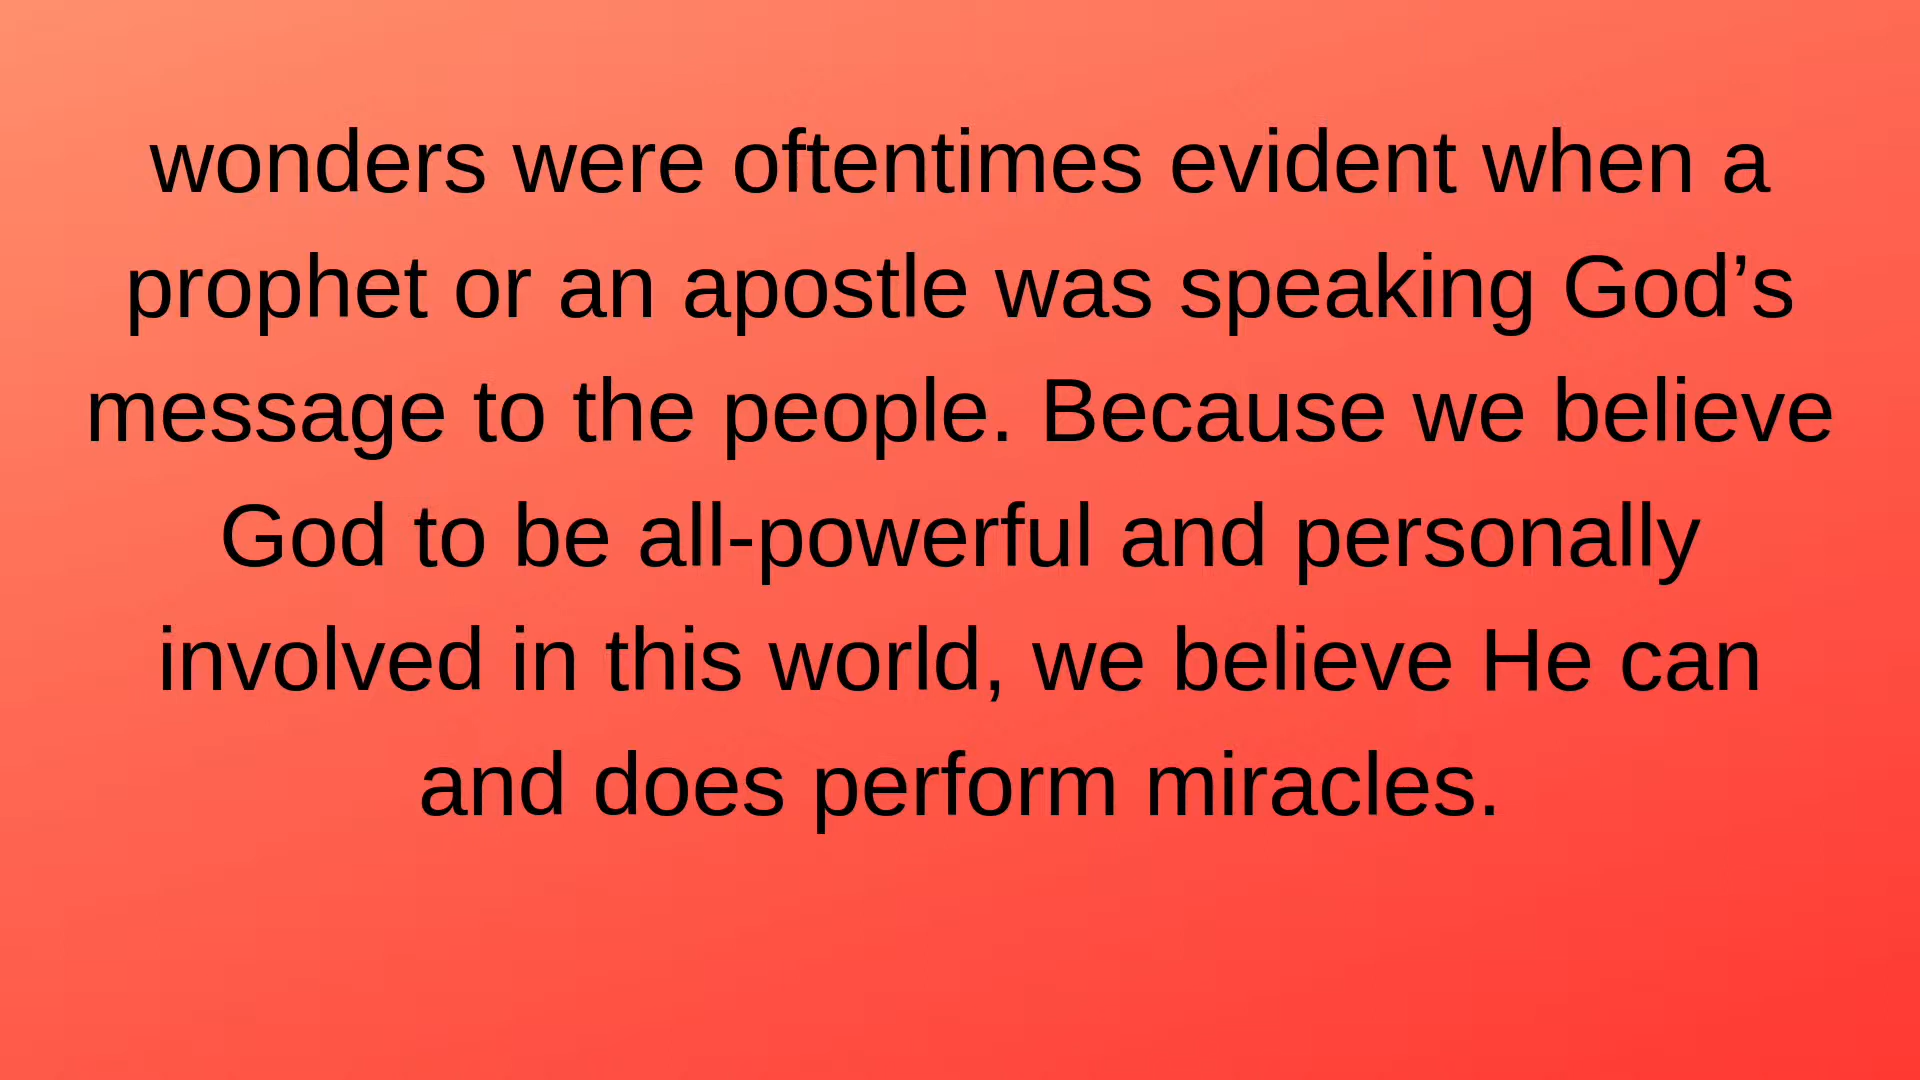 wonders were oftentimes evident when a
prophet or an apostle was speaking God’s
message to the people. Because we believe
God to be all-powerful and personally
involved in this world, we believe He can
and does perform miracles.